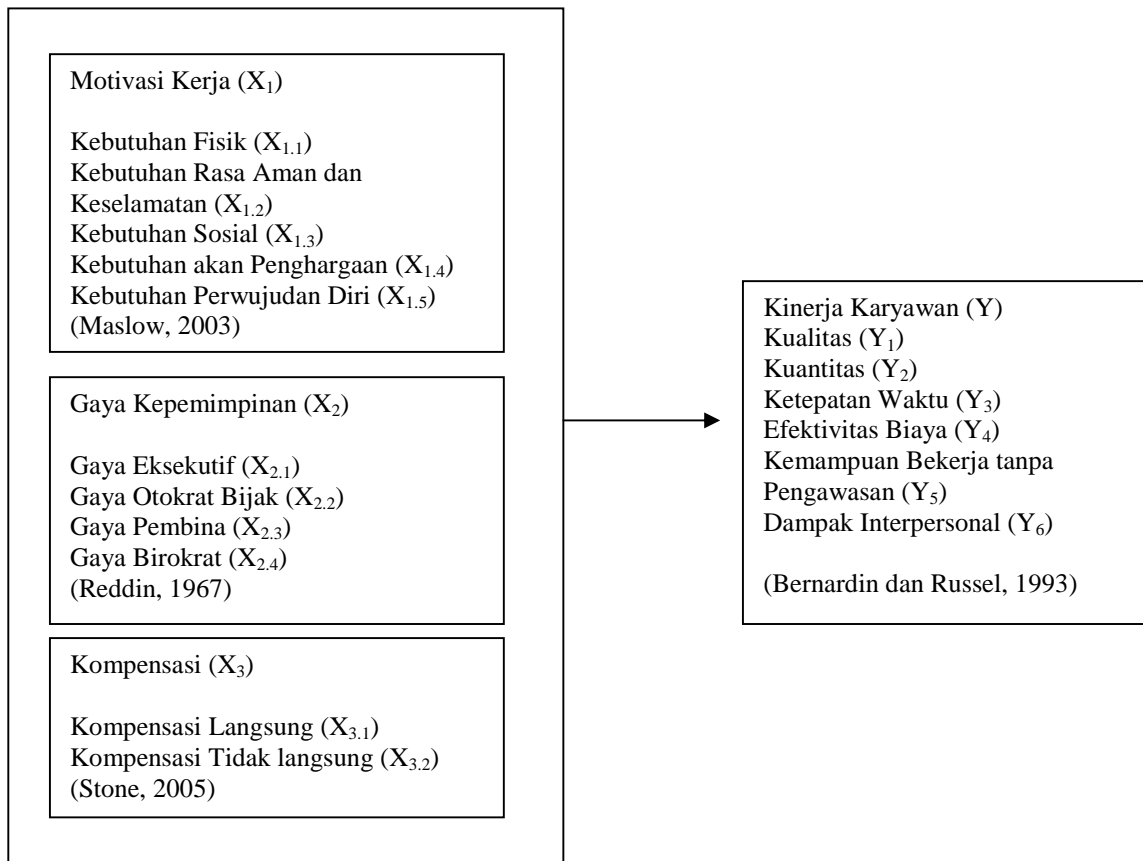 Motivasi Kerja (X₁)
Kebutuhan Fisik (X₁.₁)
Kebutuhan Rasa Aman dan
Keselamatan (X₁.₂)
Kebutuhan Sosial (X₁.₃)
Kebutuhan akan Penghargaan (X₁.₄)
Kebutuhan Perwujudan Diri (X₁.₅)
(Maslow, 2003)
Gaya Kepemimpinan (X₂)
Gaya Eksekutif (X₂.₁)
Gaya Otokrat Bijak (X₂.₂)
Gaya Pembina (X₂.₃)
Gaya Birokrat (X₂.₄)
(Reddin, 1967)
Kompensasi (X₃)
Kompensasi Langsung (X₃.₁)
Kompensasi Tidak langsung (X₃.₂)
(Stone, 2005)
Kinerja Karyawan (Y)
Kualitas (Y₁)
Kuantitas (Y₂)
Ketepatan Waktu (Y₃)
Efektivitas Biaya (Y₄)
Kemampuan Bekerja tanpa
Pengawasan (Y₅)
Dampak Interpersonal (Y₆)
(Bernardin dan Russel, 1993)